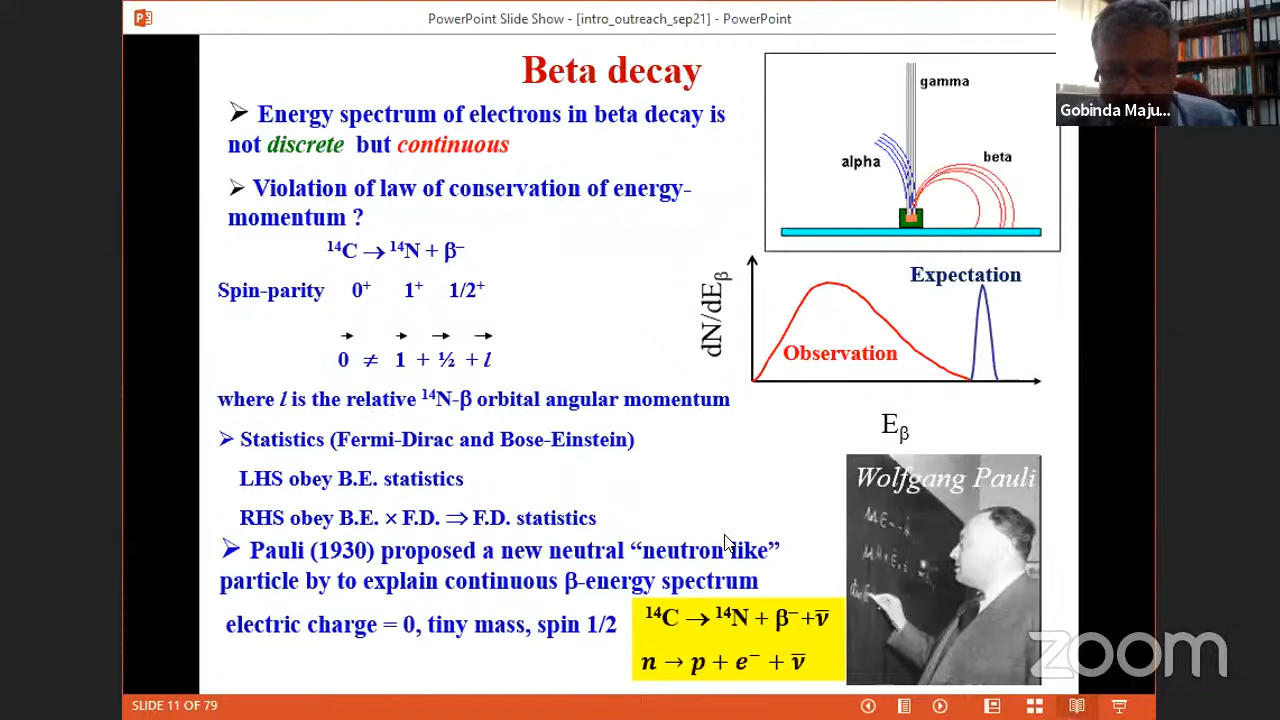 PowerPoint Slide Show - [intro_outreach_sep21] - PowerPoint
Beta decay
➢ Energy spectrum of electrons in beta decay is
not discrete but continuous
➢ Violation of law of conservation of energy-
momentum ?
¹⁴C → ¹⁴N + β⁻
Spin-parity 0⁺ 1⁺ 1/2⁺
0 ≠ 1 + ½ + l
where l is the relative ¹⁴N-β orbital angular momentum
➢ Statistics (Fermi-Dirac and Bose-Einstein)
LHS obey B.E. statistics
RHS obey B.E. × F.D. ⇒ F.D. statistics
➢ Pauli (1930) proposed a new neutral “neutron like”
particle by to explain continuous β-energy spectrum
electric charge = 0, tiny mass, spin 1/2
¹⁴C → ¹⁴N + β⁻ +ν̅
n → p + e⁻ + ν̅
gamma
alpha
beta
Gobinda Maju...
dN/dEᵦ
Expectation
Observation
Eᵦ
Wolfgang Pauli
zoom
SLIDE 11 OF 79